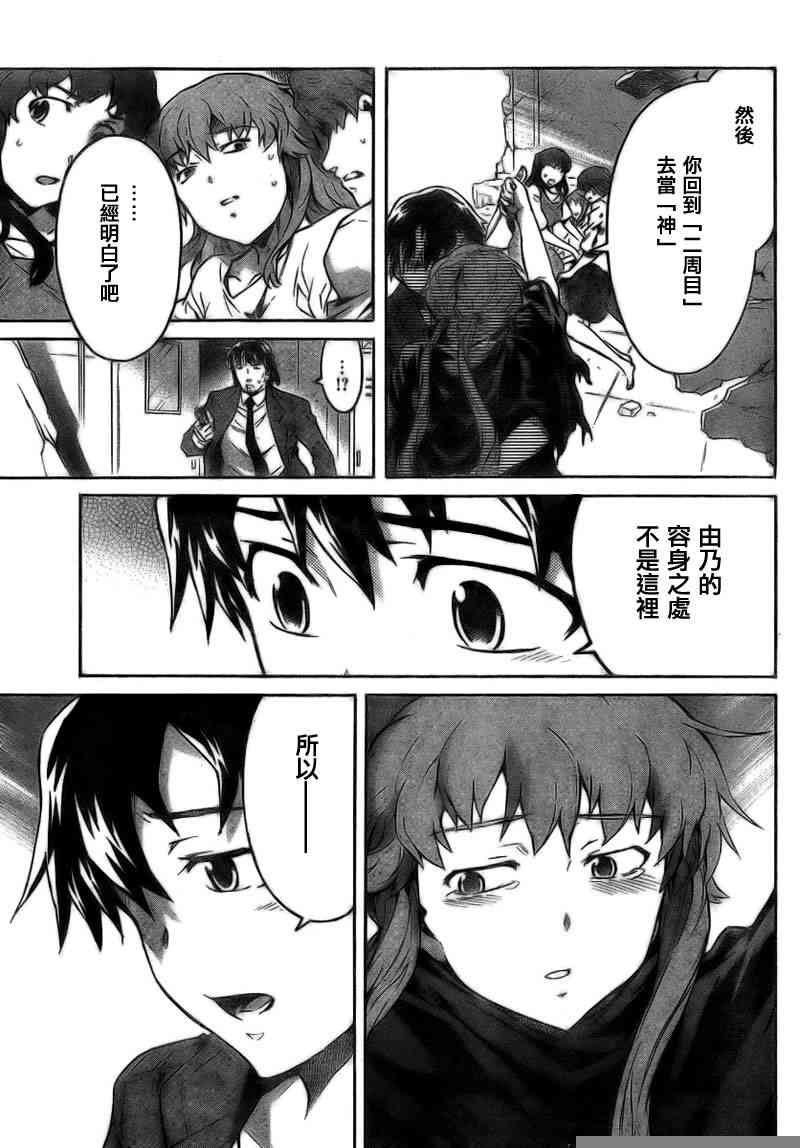 然後
你回到「二周目」
去當「神」
……
已經明白了吧
…!?
由乃的
容身之處
不是這裡
所以——